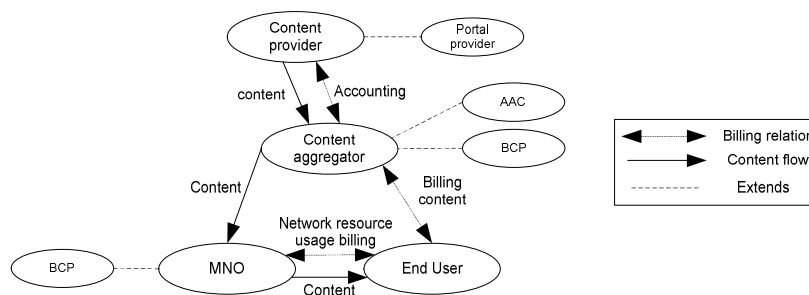 Content
provider
Portal
provider
content
Accounting
AAC
Content
aggregator
BCP
Billing relation
Content flow
Extends
Content
Billing
content
Network resource
usage billing
BCP
MNO
End User
Content